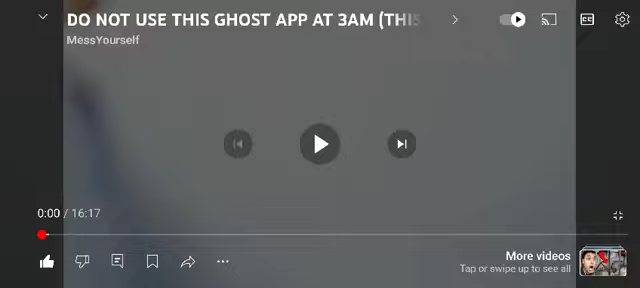 DO NOT USE THIS GHOST APP AT 3AM (THIS
MessYourself
CC
0:00 / 16:17
More videos
Tap or swipe up to see all